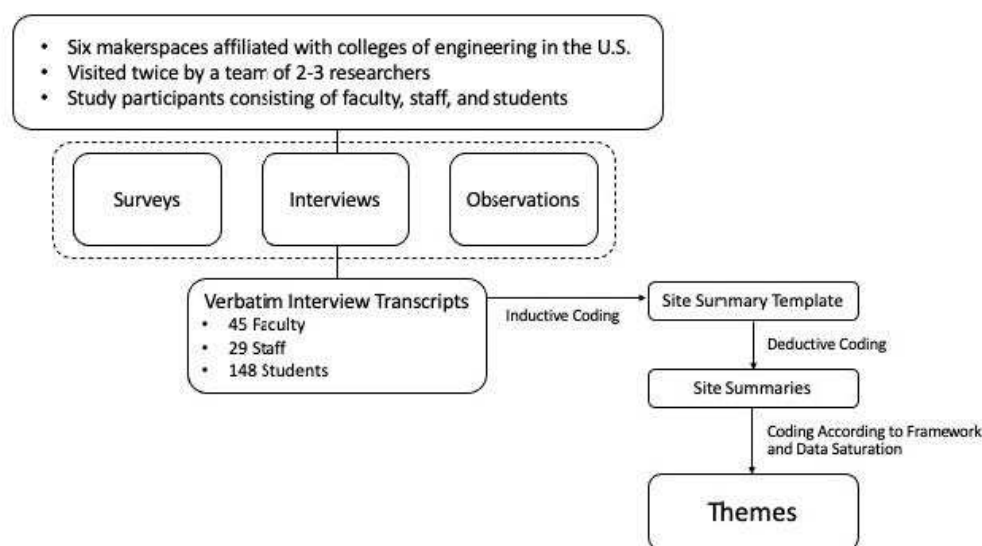 • Six makerspaces affiliated with colleges of engineering in the U.S.
• Visited twice by a team of 2-3 researchers
• Study participants consisting of faculty, staff, and students
Surveys
Interviews
Observations
Verbatim Interview Transcripts
• 45 Faculty
• 29 Staff
• 148 Students
Inductive Coding
Site Summary Template
Deductive Coding
Site Summaries
Coding According to Framework
and Data Saturation
Themes